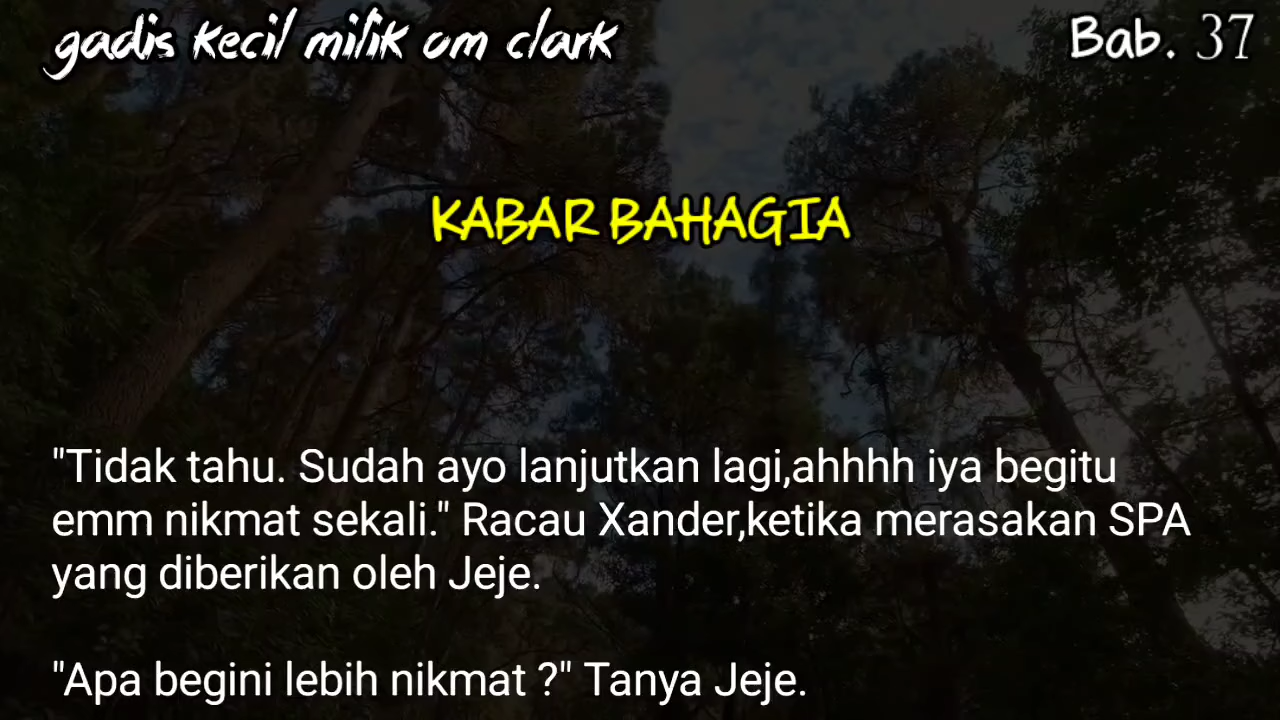 gadis kecil milik om clark
Bab. 37
KABAR BAHAGIA
"Tidak tahu. Sudah ayo lanjutkan lagi,ahhhh iya begitu
emm nikmat sekali." Racau Xander,ketika merasakan SPA
yang diberikan oleh Jeje.
"Apa begini lebih nikmat ?" Tanya Jeje.